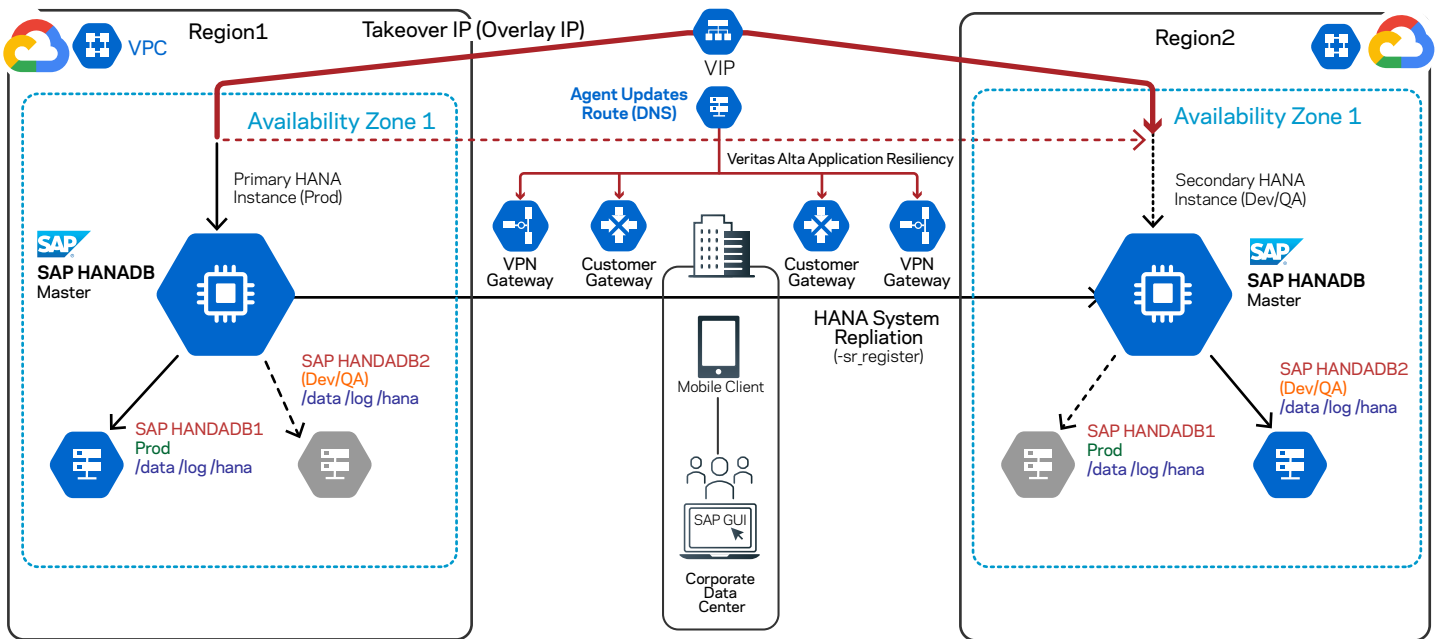 VPC
Region1
Takeover IP (Overlay IP)
VIP
Region2
Agent Updates
Route (DNS)
Availability Zone 1
Availability Zone 1
Veritas Alta Application Resiliency
Primary HANA
Instance (Prod)
Secondary HANA
Instance (Dev/QA)
VPN
Gateway
Customer
Gateway
Customer
Gateway
VPN
Gateway
SAP
SAP HANADB
Master
SAP
SAP HANADB
Master
HANA System
Repliation
(-sr_register)
SAP HANDADB2
(Dev/QA)
/data /log /hana
SAP HANDADB1
Prod
/data /log /hana
Mobile Client
SAP HANDADB2
(Dev/QA)
/data /log /hana
SAP HANDADB1
Prod
/data /log /hana
SAP GUI
Corporate
Data
Center